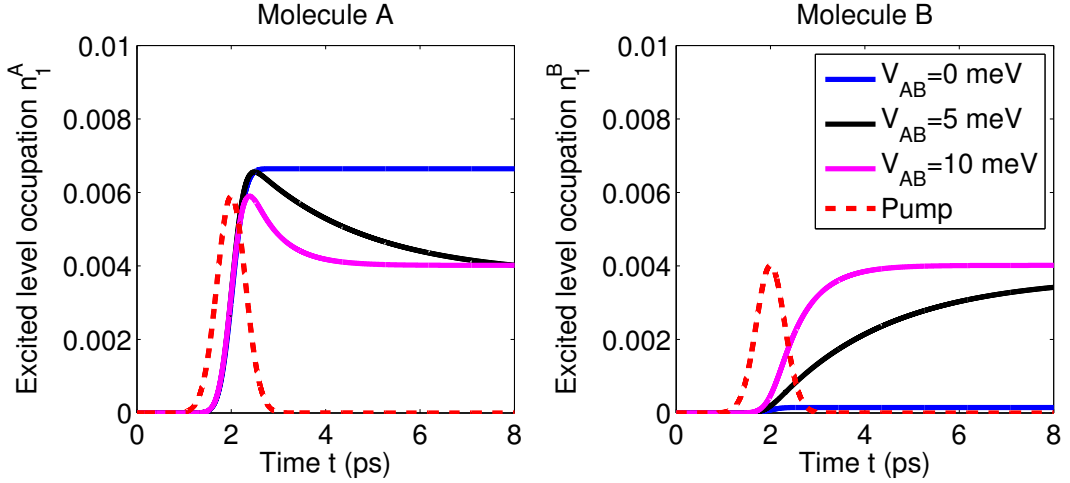 Molecule A
Excited level occupation n₁ᴬ
0.01
0.008
0.006
0.004
0.002
0
0 2 4 6 8
Time t (ps)
Molecule B
Excited level occupation n₁ᴮ
0.01
0.008
0.006
0.004
0.002
0
0 2 4 6 8
Time t (ps)
V_AB=0 meV
V_AB=5 meV
V_AB=10 meV
Pump